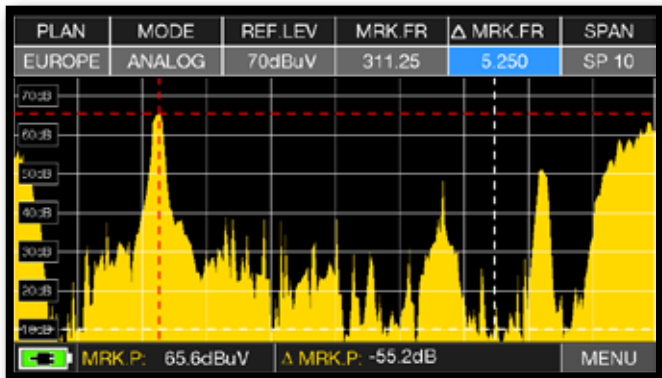 PLAN MODE REF.LEV MRK.FR Δ MRK.FR SPAN
EUROPE ANALOG 70dBuV 311.25 5.250 SP 10
70dB
60dB
50dB
40dB
30dB
20dB
10dB
MRK.P: 65.6dBuV Δ MRK.P: -55.2dB MENU